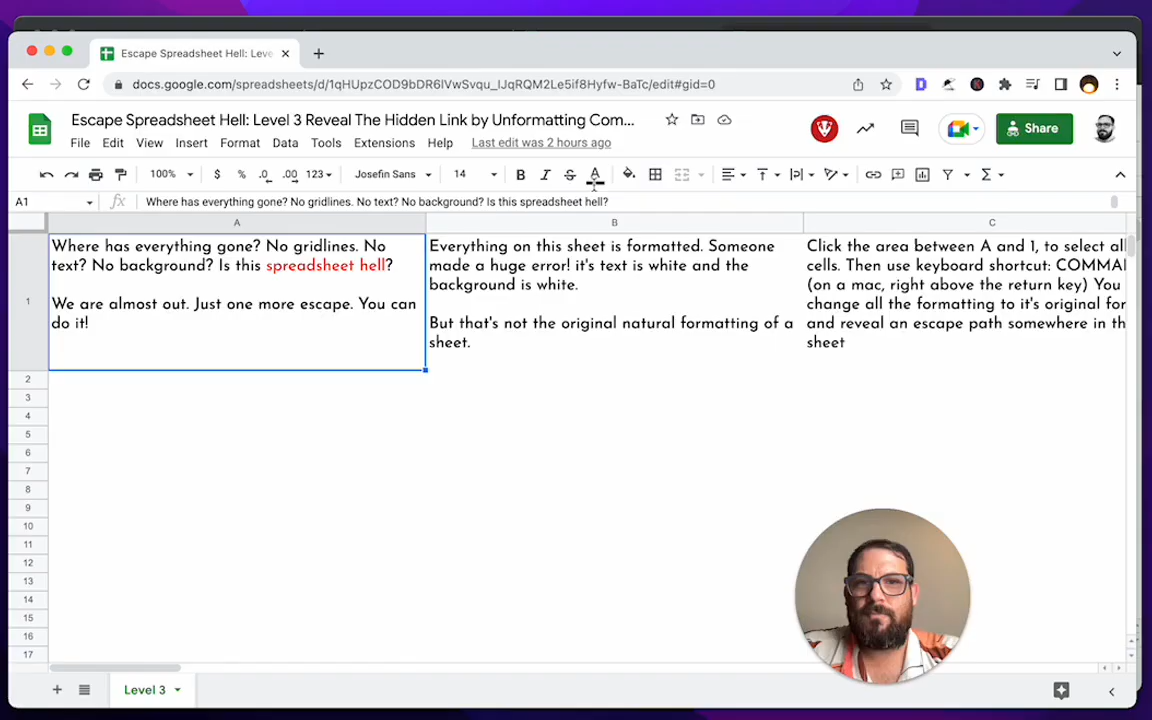 Escape Spreadsheet Hell: Leve
docs.google.com/spreadsheets/d/1qHUpzCOD9bDR6IVwSvqu_IJqRQM2Le5if8Hyfw-BaTc/edit#gid=0
Escape Spreadsheet Hell: Level 3 Reveal The Hidden Link by Unformatting Com...
Share
File Edit View Insert Format Data Tools Extensions Help Last edit was 2 hours ago
100% $ % .0 .00 123 Josefin Sans 14 B I S A
A1 fx Where has everything gone? No gridlines. No text? No background? Is this spreadsheet hell?
A B C
Where has everything gone? No gridlines. No
text? No background? Is this spreadsheet hell?
We are almost out. Just one more escape. You can
do it!
Everything on this sheet is formatted. Someone
made a huge error! it's text is white and the
background is white.
But that's not the original natural formatting of a
sheet.
Click the area between A and 1, to select all
cells. Then use keyboard shortcut: COMMA
(on a mac, right above the return key) You
change all the formatting to it's original for
and reveal an escape path somewhere in th
sheet
1
2
3
4
5
6
7
8
9
10
11
12
13
14
15
16
17
Level 3